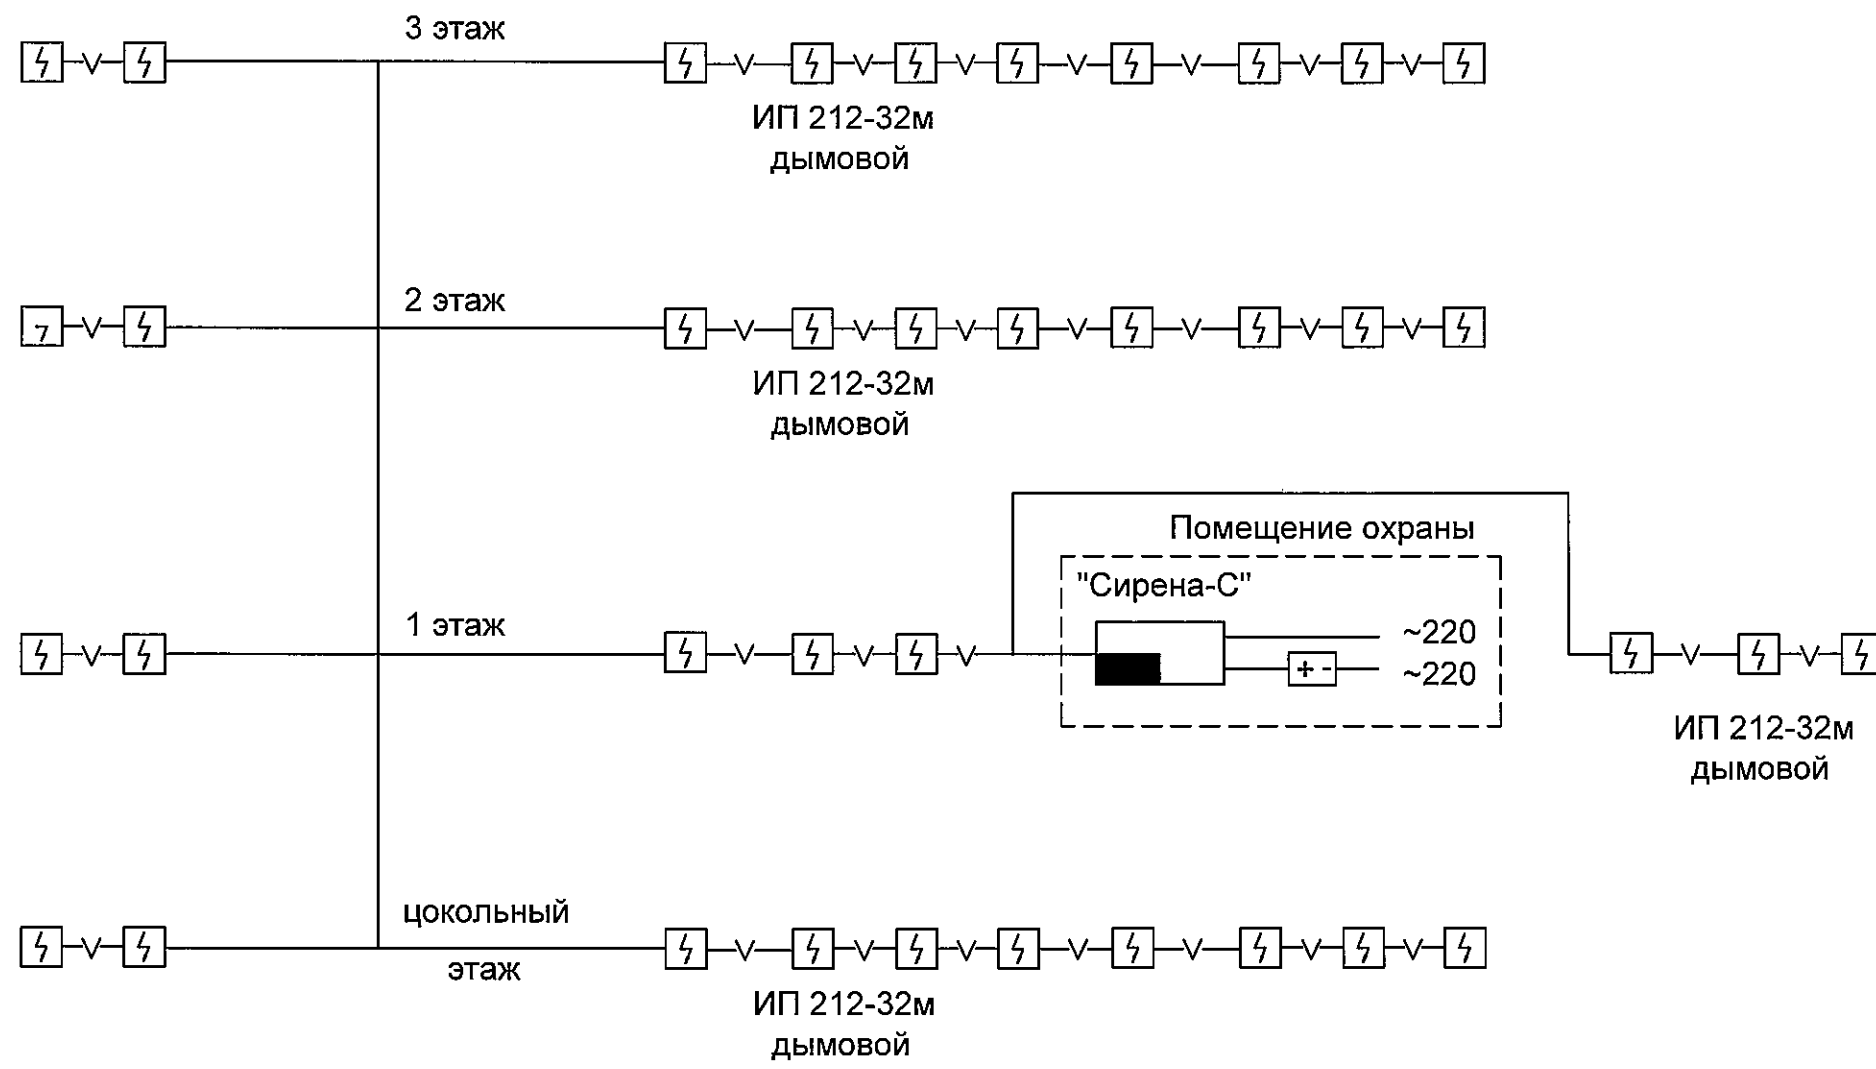 3 этаж
ИП 212-32м
дымовой
2 этаж
ИП 212-32м
дымовой
Помещение охраны
"Сирена-С"
1 этаж
~220
+ -
~220
ИП 212-32м
дымовой
цокольный
этаж
ИП 212-32м
дымовой